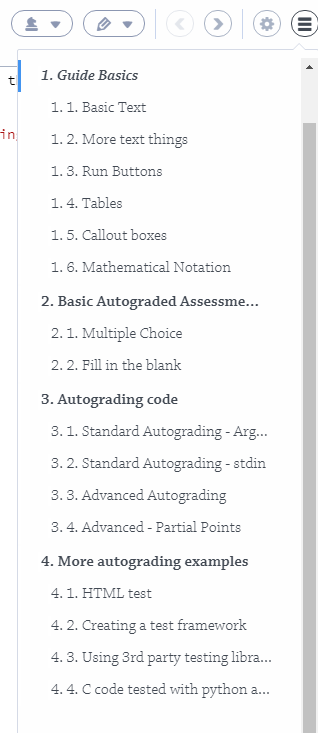 1. Guide Basics
t
1. 1. Basic Text
1. 2. More text things
in
1. 3. Run Buttons
1. 4. Tables
1. 5. Callout boxes
1. 6. Mathematical Notation
2. Basic Autograded Assessme...
2. 1. Multiple Choice
2. 2. Fill in the blank
3. Autograding code
3. 1. Standard Autograding - Arg...
3. 2. Standard Autograding - stdin
3. 3. Advanced Autograding
3. 4. Advanced - Partial Points
4. More autograding examples
4. 1. HTML test
4. 2. Creating a test framework
4. 3. Using 3rd party testing libra...
4. 4. C code tested with python a...